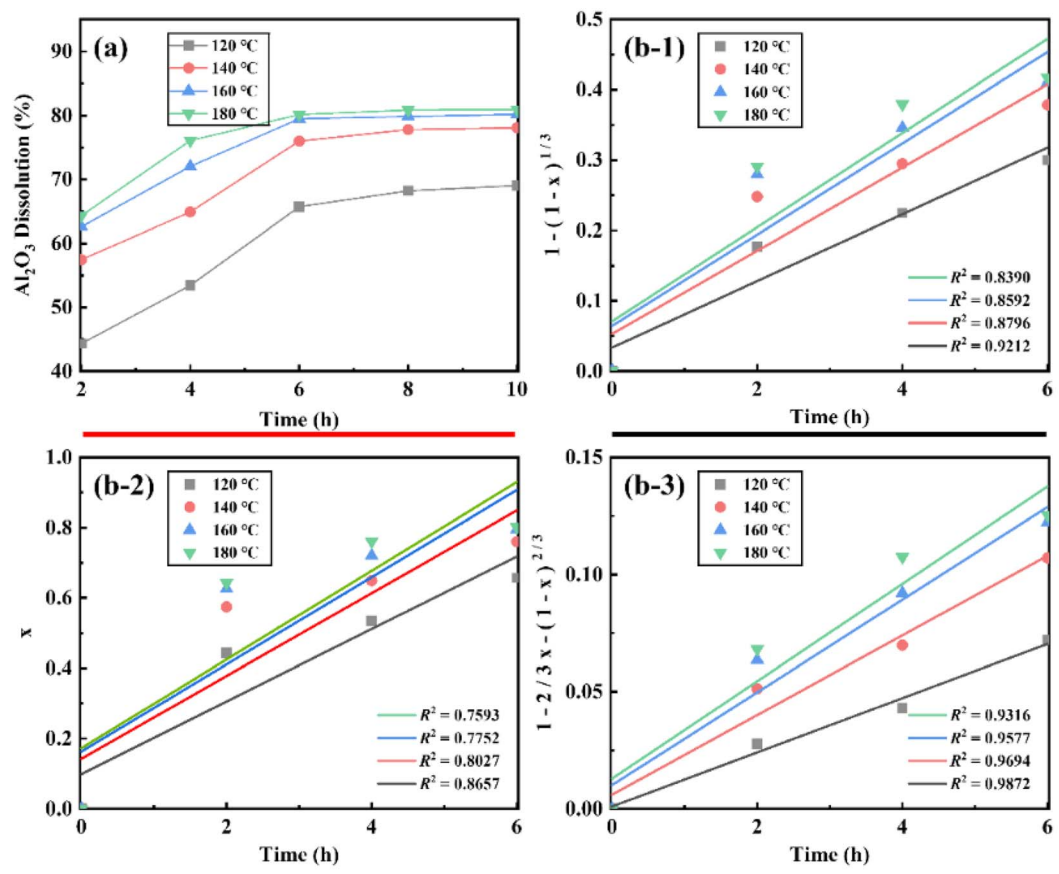 (a)
120 °C
140 °C
160 °C
180 °C
90
80
70
60
50
40
Al₂O₃ Dissolution (%)
2
4
6
8
10
Time (h)
(b-1)
120 °C
140 °C
160 °C
180 °C
0.5
0.4
0.3
0.2
0.1
0.0
1 - ( 1 - x ) ^{1 / 3}
R² = 0.8390
R² = 0.8592
R² = 0.8796
R² = 0.9212
0
2
4
6
Time (h)
(b-2)
120 °C
140 °C
160 °C
180 °C
1.0
0.8
0.6
0.4
0.2
0.0
x
R² = 0.7593
R² = 0.7752
R² = 0.8027
R² = 0.8657
0
2
4
6
Time (h)
(b-3)
120 °C
140 °C
160 °C
180 °C
0.15
0.10
0.05
0.00
1 - 2 / 3 x - ( 1 - x ) ^{2 / 3}
R² = 0.9316
R² = 0.9577
R² = 0.9694
R² = 0.9872
0
2
4
6
Time (h)